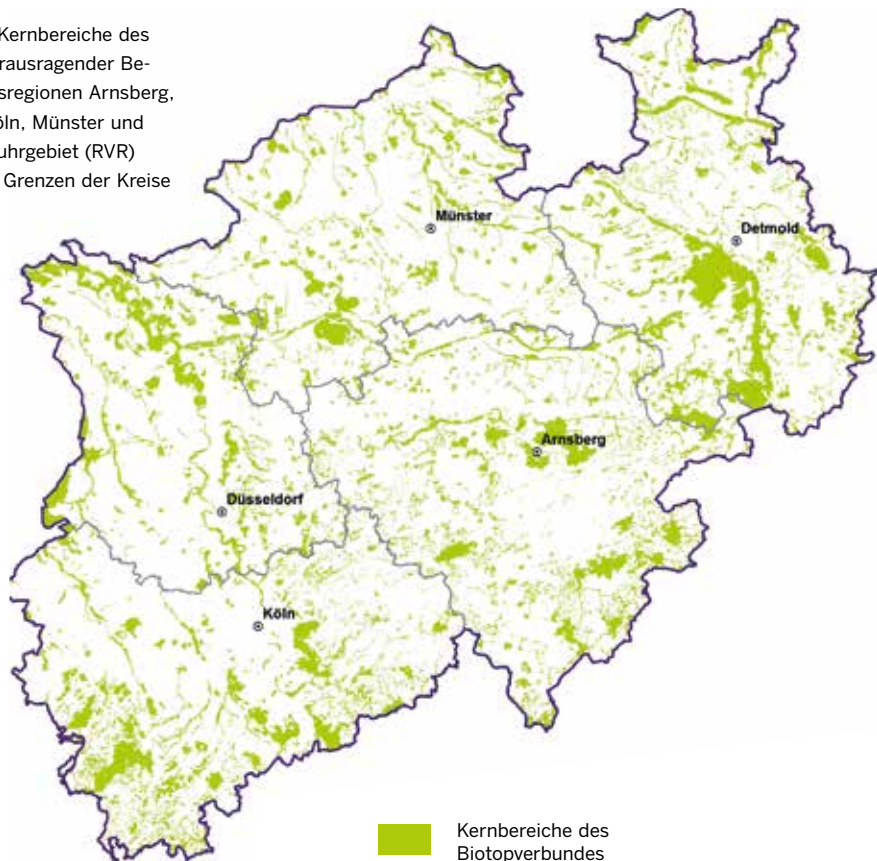 Kernbereiche des
rausragender Be-
sregionen Arnsberg,
öln, Münster und
uhrgebiet (RVR)
Grenzen der Kreise
Münster
Detmold
Arnsberg
Düsseldorf
Köln
Kernbereiche des
Biotopverbundes